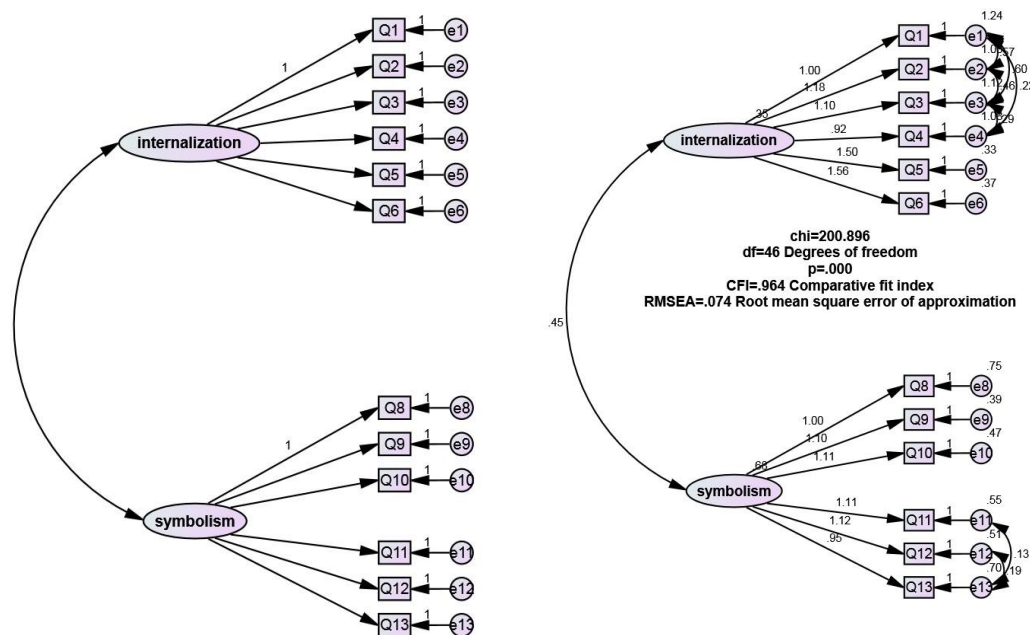 Q1 1 e1
Q2 1 e2
1
Q3 1 e3
internalization
Q4 1 e4
Q5 1 e5
Q6 1 e6
Q8 1 e8
1
Q9 1 e9
Q10 1 e10
symbolism
Q11 1 e11
Q12 1 e12
Q13 1 e13
1.24
Q1 1 e1
.57
1.00
Q2 1 e2
.60
.22
1.18
1.12
.46
.35
1.10
Q3 1 e3
.29
internalization
.92
Q4 1 e4
.33
1.50
Q5 1 e5
1.56
.37
Q6 1 e6
chi=200.896
df=46 Degrees of freedom
p=.000
CFI=.964 Comparative fit index
RMSEA=.074 Root mean square error of approximation
.45
.75
Q8 1 e8
.39
1.00
Q9 1 e9
1.10
.47
Q10 1 e10
1.11
symbolism
.55
1.11
Q11 1 e11
1.12
.51
.95
Q12 1 e12
.13
.70
.19
Q13 1 e13